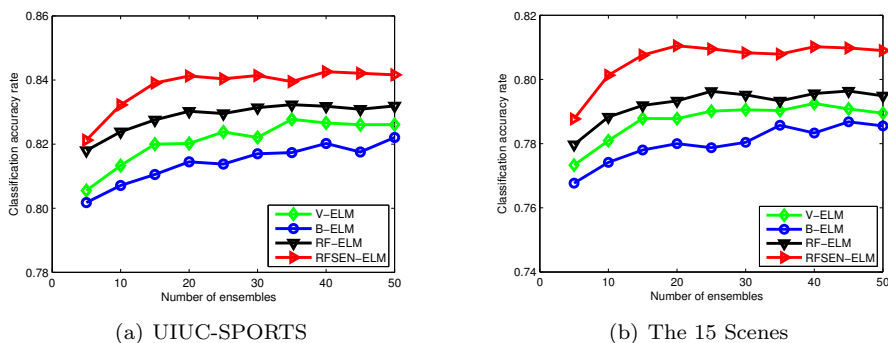 0.86
0.84
0.82
0.80
0.78
Classification accuracy rate
0 10 20 30 40 50
Number of ensembles
V−ELM
B−ELM
RF−ELM
RFSEN−ELM
(a) UIUC-SPORTS
0.82
0.80
0.78
0.76
0.74
Classification accuracy rate
0 10 20 30 40 50
Number of ensembles
V−ELM
B−ELM
RF−ELM
RFSEN−ELM
(b) The 15 Scenes